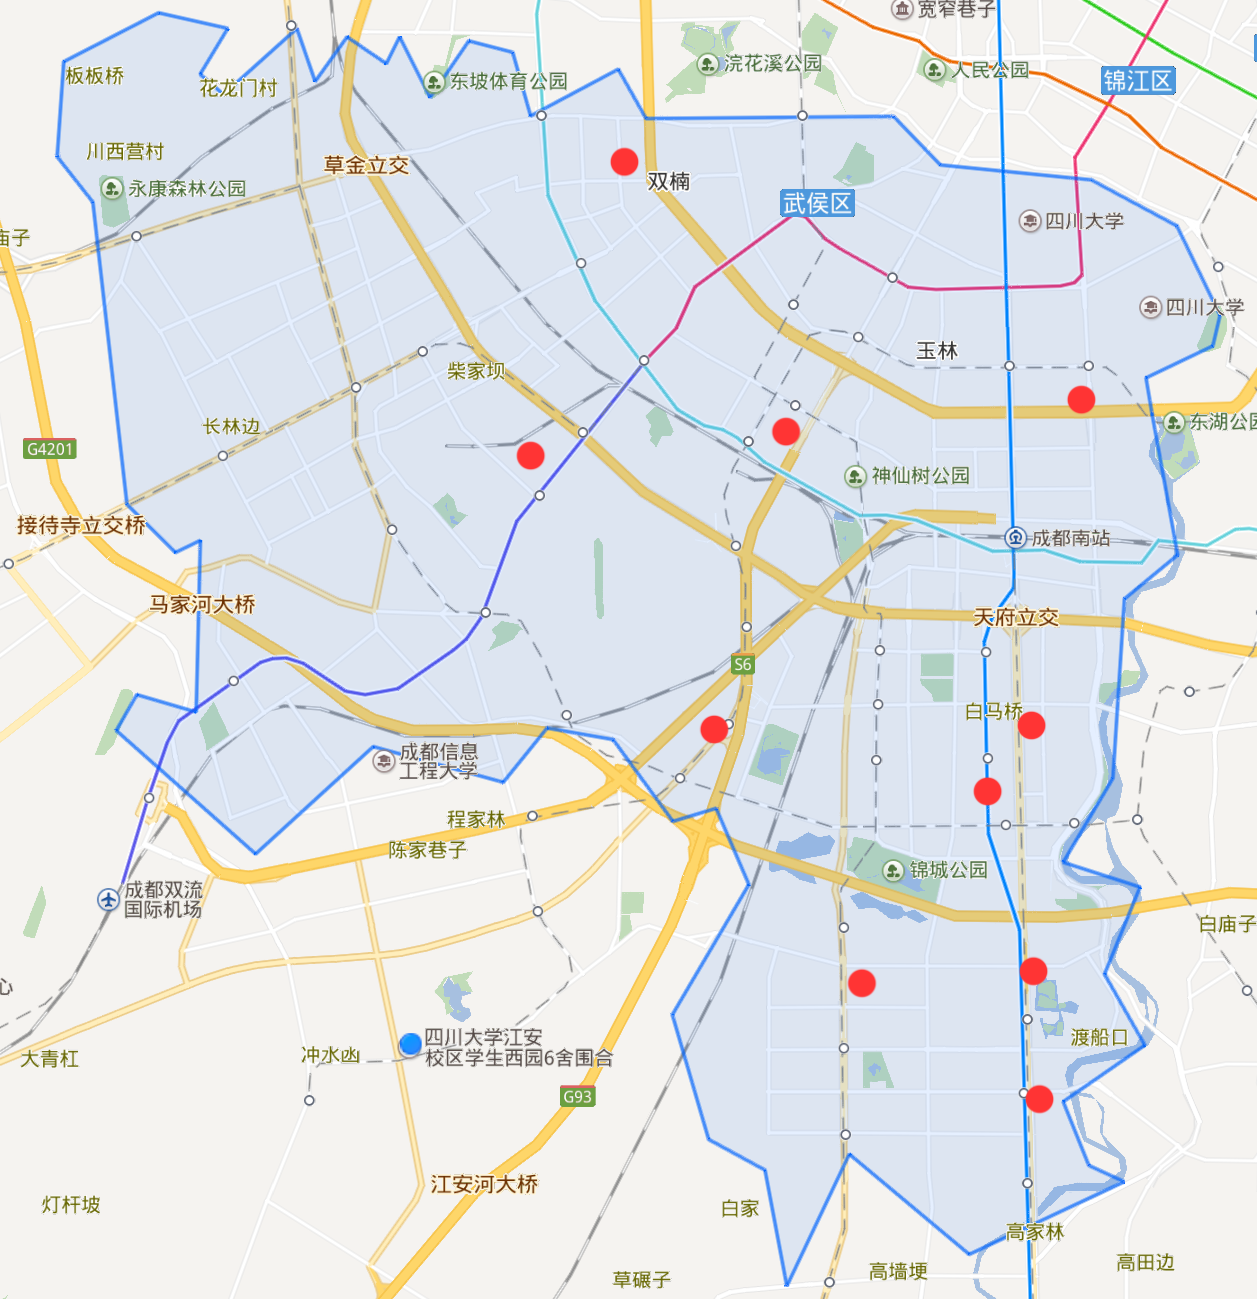 宽窄巷子
板板桥
花龙门村
东坡体育公园
浣花溪公园
人民公园
锦江区
川西营村
草金立交
永康森林公园
双楠
武侯区
四川大学
庙子
四川大学
玉林
柴家坝
长林边
东湖公园
G4201
神仙树公园
接待寺立交桥
成都南站
马家河大桥
天府立交
S6
白马桥
成都信息
工程大学
程家林
陈家巷子
锦城公园
成都双流
国际机场
白庙子
心
四川大学江安
校区学生西园6舍围合
冲水凼
大青杠
渡船口
G93
江安河大桥
灯杆坡
白家
高家林
高田边
高墙埂
草碾子